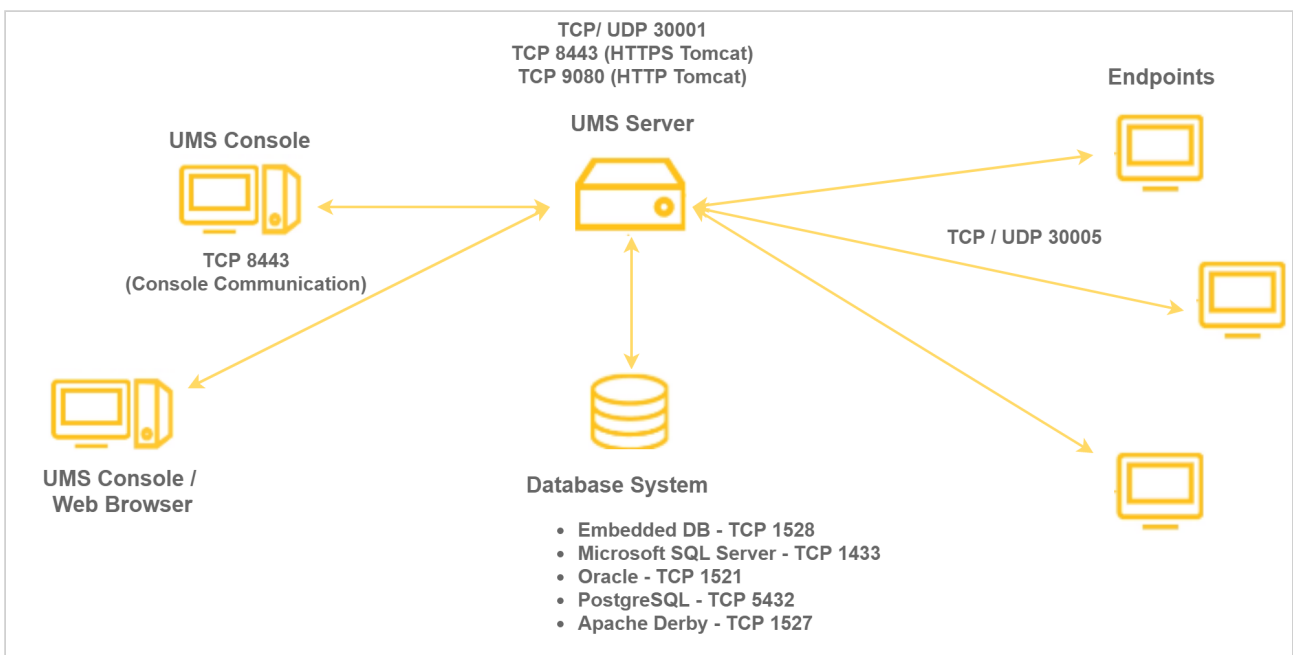 TCP/ UDP 30001
TCP 8443 (HTTPS Tomcat)
TCP 9080 (HTTP Tomcat)
Endpoints
UMS Server
UMS Console
TCP / UDP 30005
TCP 8443
(Console Communication)
UMS Console /
Web Browser
Database System
• Embedded DB - TCP 1528
• Microsoft SQL Server - TCP 1433
• Oracle - TCP 1521
• PostgreSQL - TCP 5432
• Apache Derby - TCP 1527